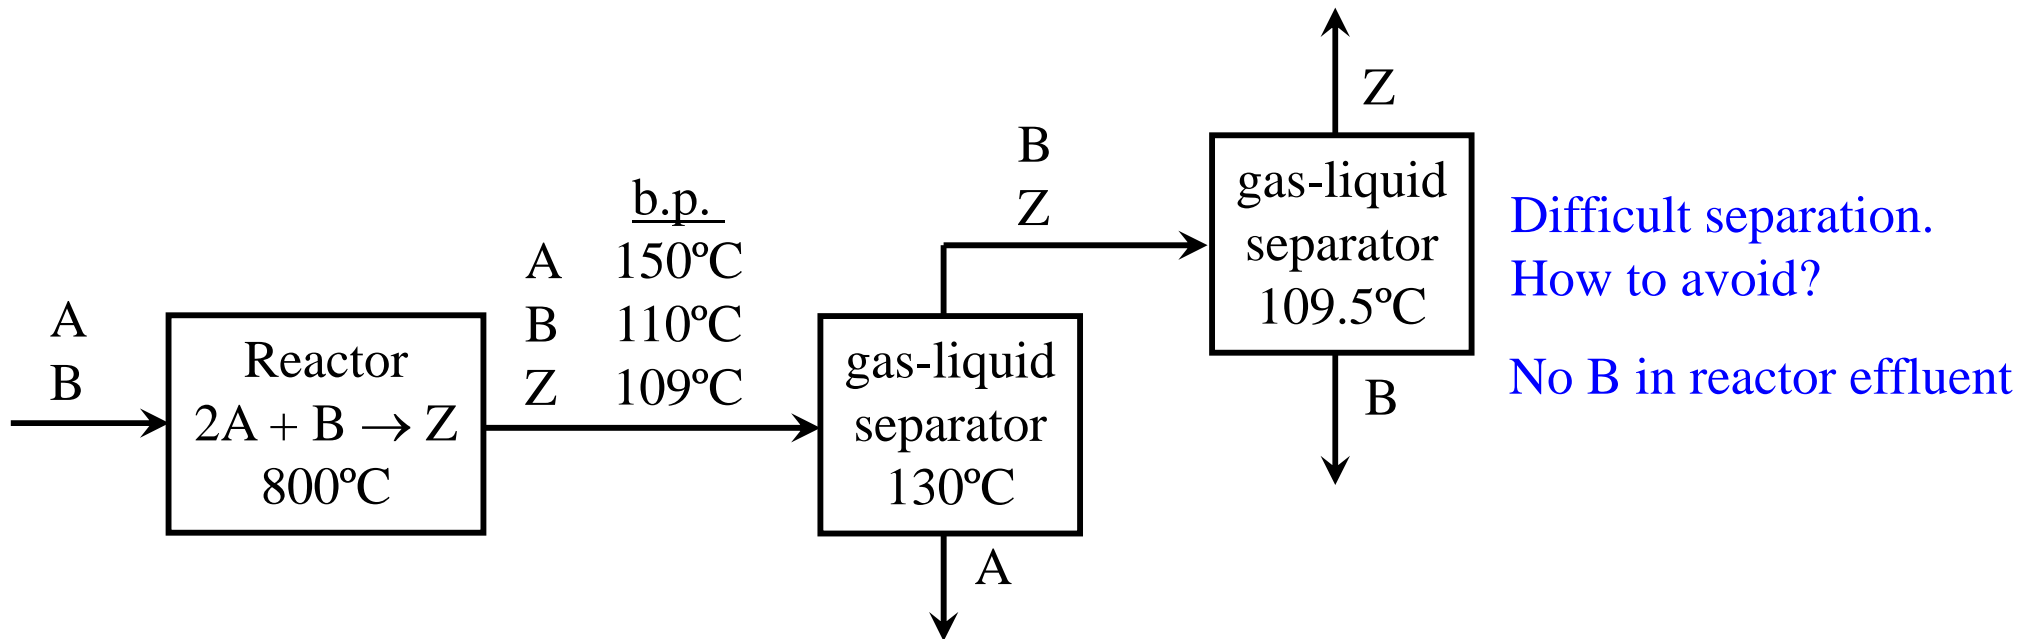 A
B
Reactor
2A + B → Z
800ºC
b.p.
A 150ºC
B 110ºC
Z 109ºC
gas-liquid
separator
130ºC
A
B
Z
gas-liquid
separator
109.5ºC
Z
B
Difficult separation.
How to avoid?
No B in reactor effluent